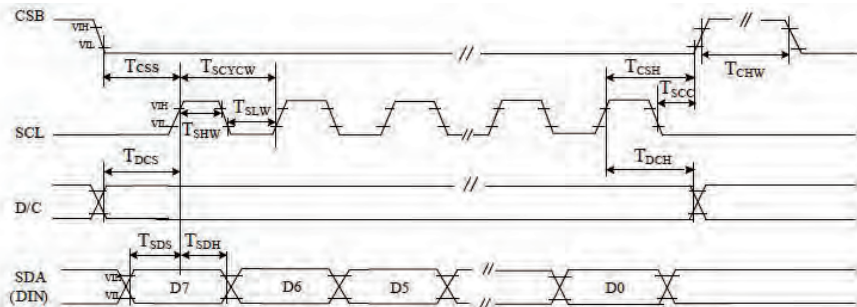 CSB
VIH
VIL
//
//
TCSS
TSCYCW
TCSH
TCHW
TSCC
SCL
VIH
VIL
TSHW
TSLW
//
TDCS
TDCH
D/C
//
TSDS
TSDH
SDA
(DIN)
VIH
VIL
D7
D6
D5
//
//
D0